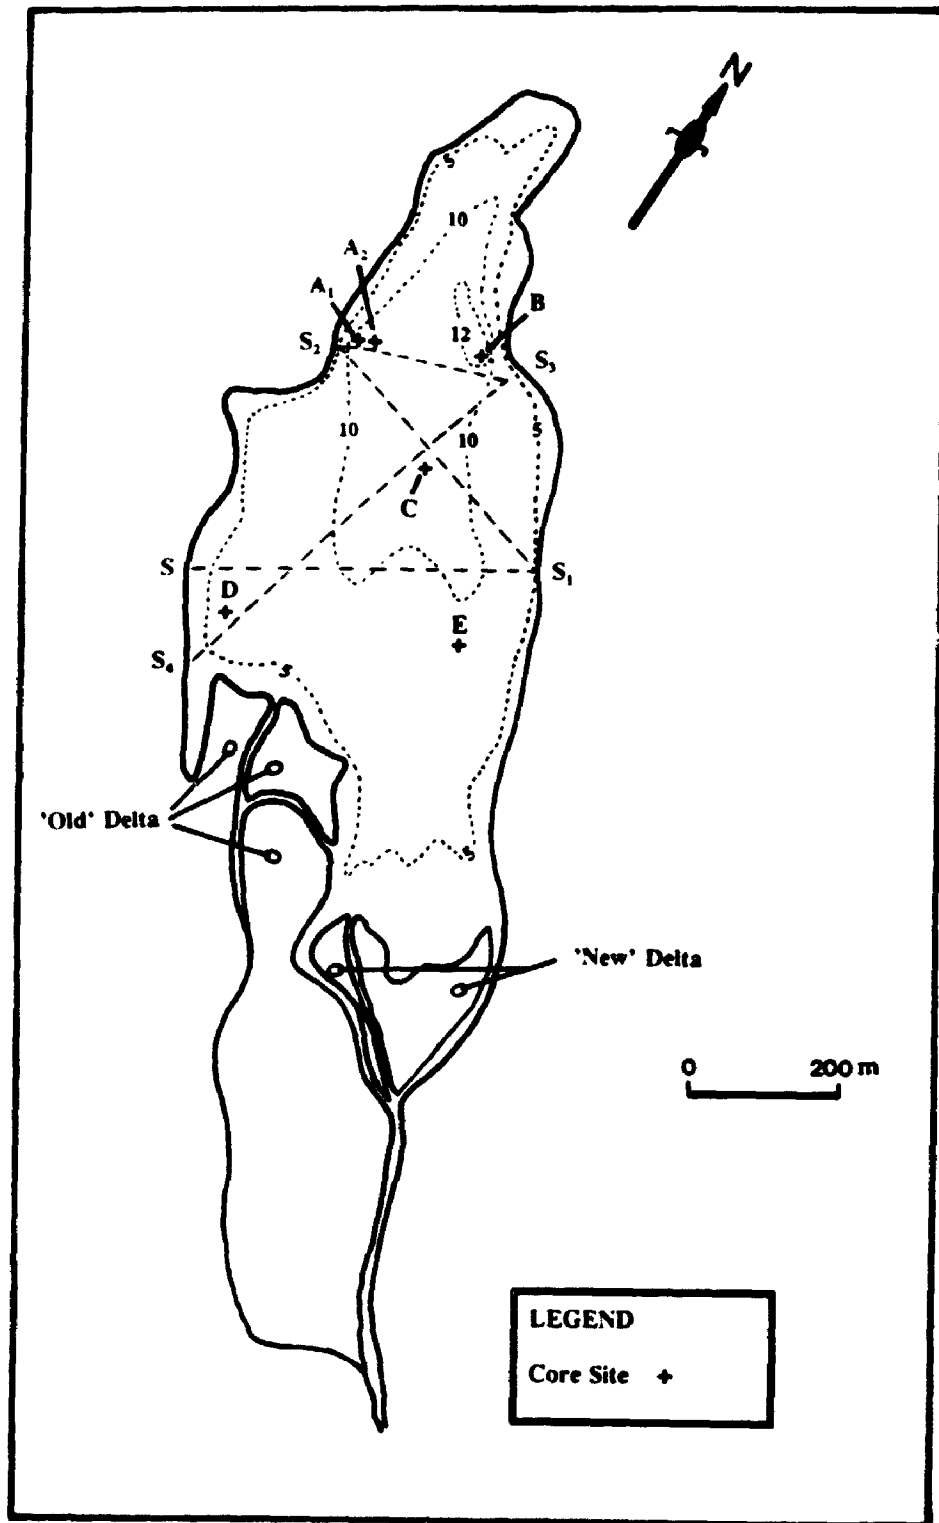 N
5
10
A₂
A₁
B
S₂
12
S₃
10
10
5
C
S
S₁
D
E
S₄
5
'Old' Delta
5
'New' Delta
0 200 m
LEGEND
Core Site +